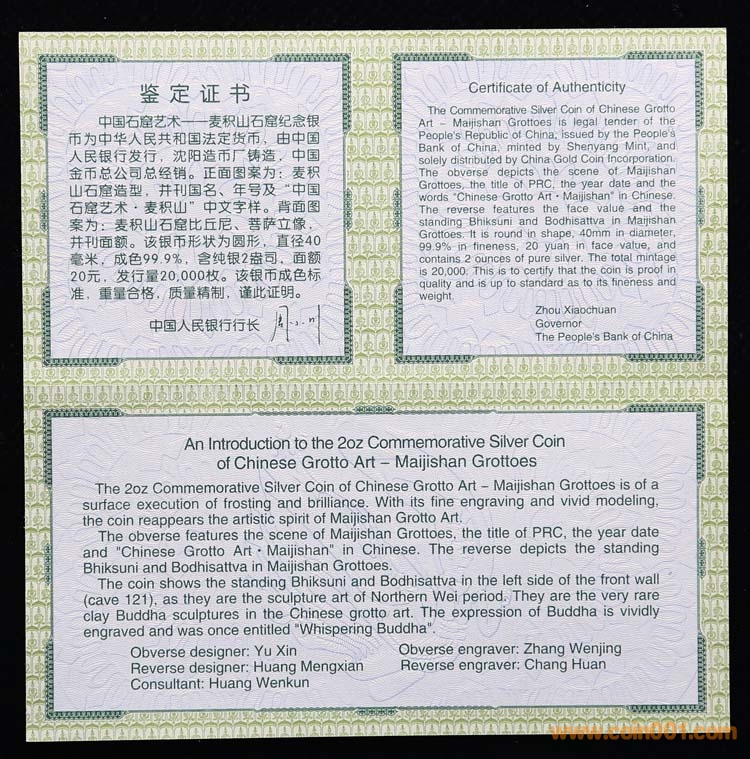 鉴定证书
中国石窟艺术——麦积山石窟纪念银
币为中华人民共和国法定货币，由中国
人民银行发行，沈阳造币厂铸造，中国
金币总公司总经销。正面图案为：麦积
山石窟造型，并刊国名、年号及“中国
石窟艺术·麦积山”中文字样。背面图
案为：麦积山石窟比丘尼、菩萨立像，
并刊面额。该银币形状为圆形，直径40
毫米，成色99.9%，含纯银2盎司，面额
20元，发行量20,000枚。该银币成色标
准，重量合格，质量精制，谨此证明。
中国人民银行行长
Certificate of Authenticity
The Commemorative Silver Coin of Chinese Grotto
Art – Maijishan Grottoes is legal tender of the
People's Republic of China, issued by the People's
Bank of China, minted by Shenyang Mint, and
solely distributed by China Gold Coin Incorporation.
The obverse depicts the scene of Maijishan
Grottoes, the title of PRC, the year date and the
words "Chinese Grotto Art·Maijishan" in Chinese.
The reverse features the face value and the
standing Bhiksuni and Bodhisattva in Maijishan
Grottoes. It is round in shape, 40mm in diameter,
99.9% in fineness, 20 yuan in face value, and
contains 2 ounces of pure silver. The total mintage
is 20,000. This is to certify that the coin is proof in
quality and is up to standard as to its fineness and
weight.
Zhou Xiaochuan
Governor
The People's Bank of China
An Introduction to the 2oz Commemorative Silver Coin
of Chinese Grotto Art – Maijishan Grottoes
The 2oz Commemorative Silver Coin of Chinese Grotto Art – Maijishan Grottoes is of a
surface execution of frosting and brilliance. With its fine engraving and vivid modeling,
the coin reappears the artistic spirit of Maijishan Grotto Art.
The obverse features the scene of Maijishan Grottoes, the title of PRC, the year date
and "Chinese Grotto Art·Maijishan" in Chinese. The reverse depicts the standing
Bhiksuni and Bodhisattva in Maijishan Grottoes.
The coin shows the standing Bhiksuni and Bodhisattva in the left side of the front wall
(cave 121), as they are the sculpture art of Northern Wei period. They are the very rare
clay Buddha sculptures in the Chinese grotto art. The expression of Buddha is vividly
engraved and was once entitled "Whispering Buddha".
Obverse designer: Yu Xin Obverse engraver: Zhang Wenjing
Reverse designer: Huang Mengxian Reverse engraver: Chang Huan
Consultant: Huang Wenkun
www.coin001.com